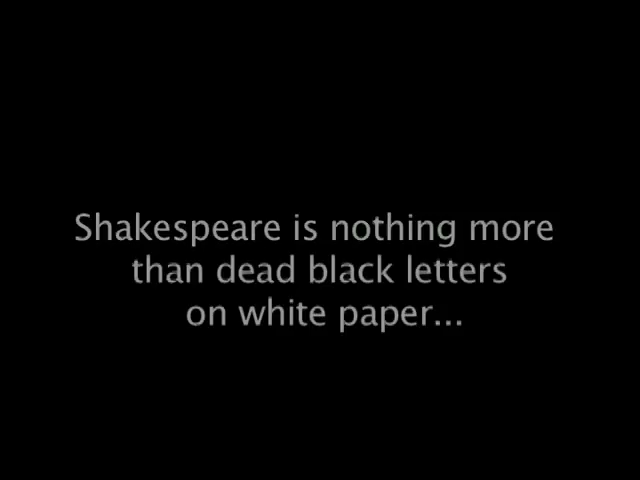 Shakespeare is nothing more
than dead black letters
on white paper...